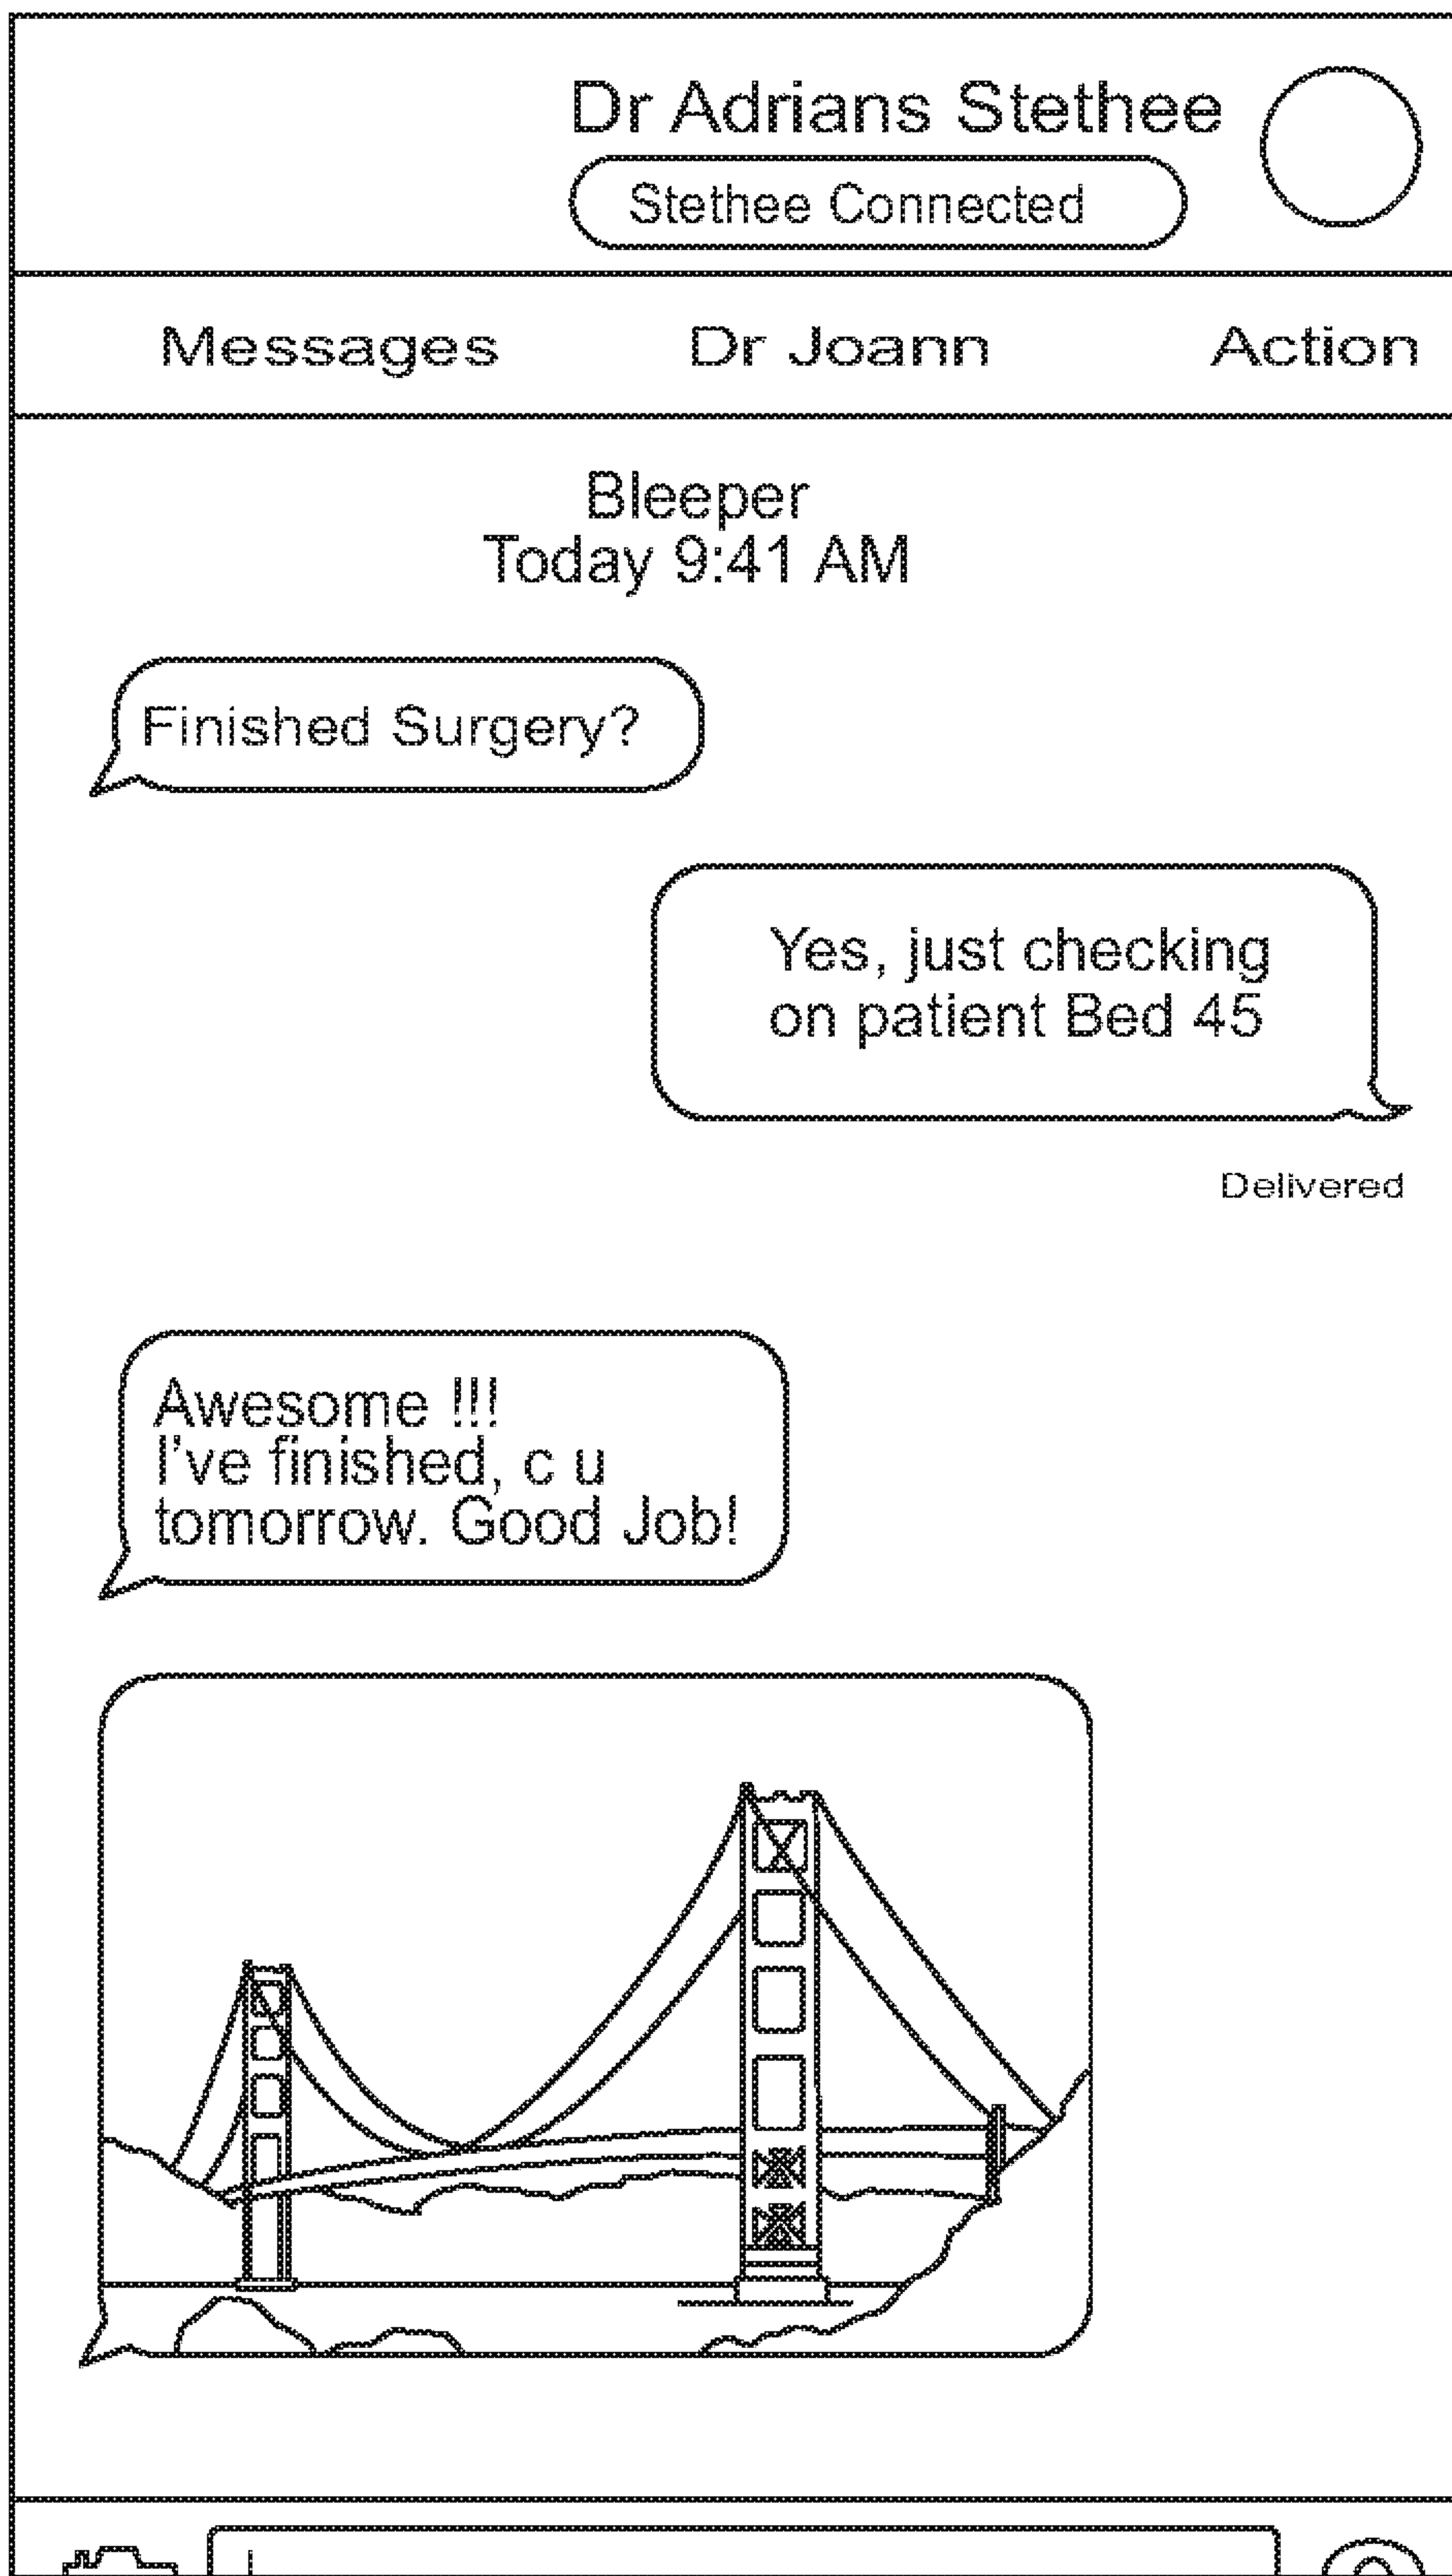 Dr Adrians Stethee
Stethee Connected
Messages Dr Joann Action
Bleeper
Today 9:41 AM
Finished Surgery?
Yes, just checking
on patient Bed 45
Delivered
Awesome !!!
I've finished, c u
tomorrow. Good Job!